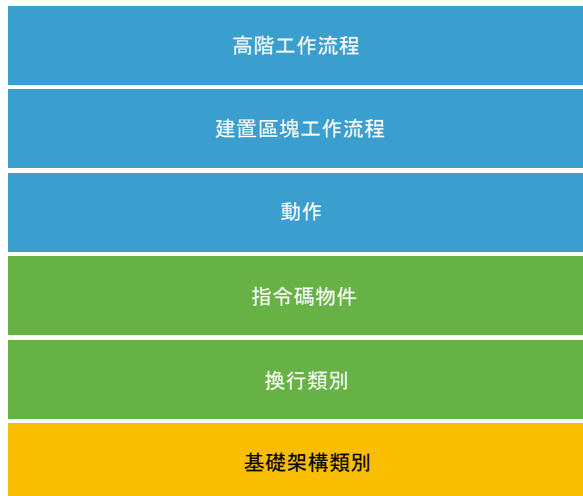 高階工作流程
建置區塊工作流程
動作
指令碼物件
換行類別
基礎架構類別